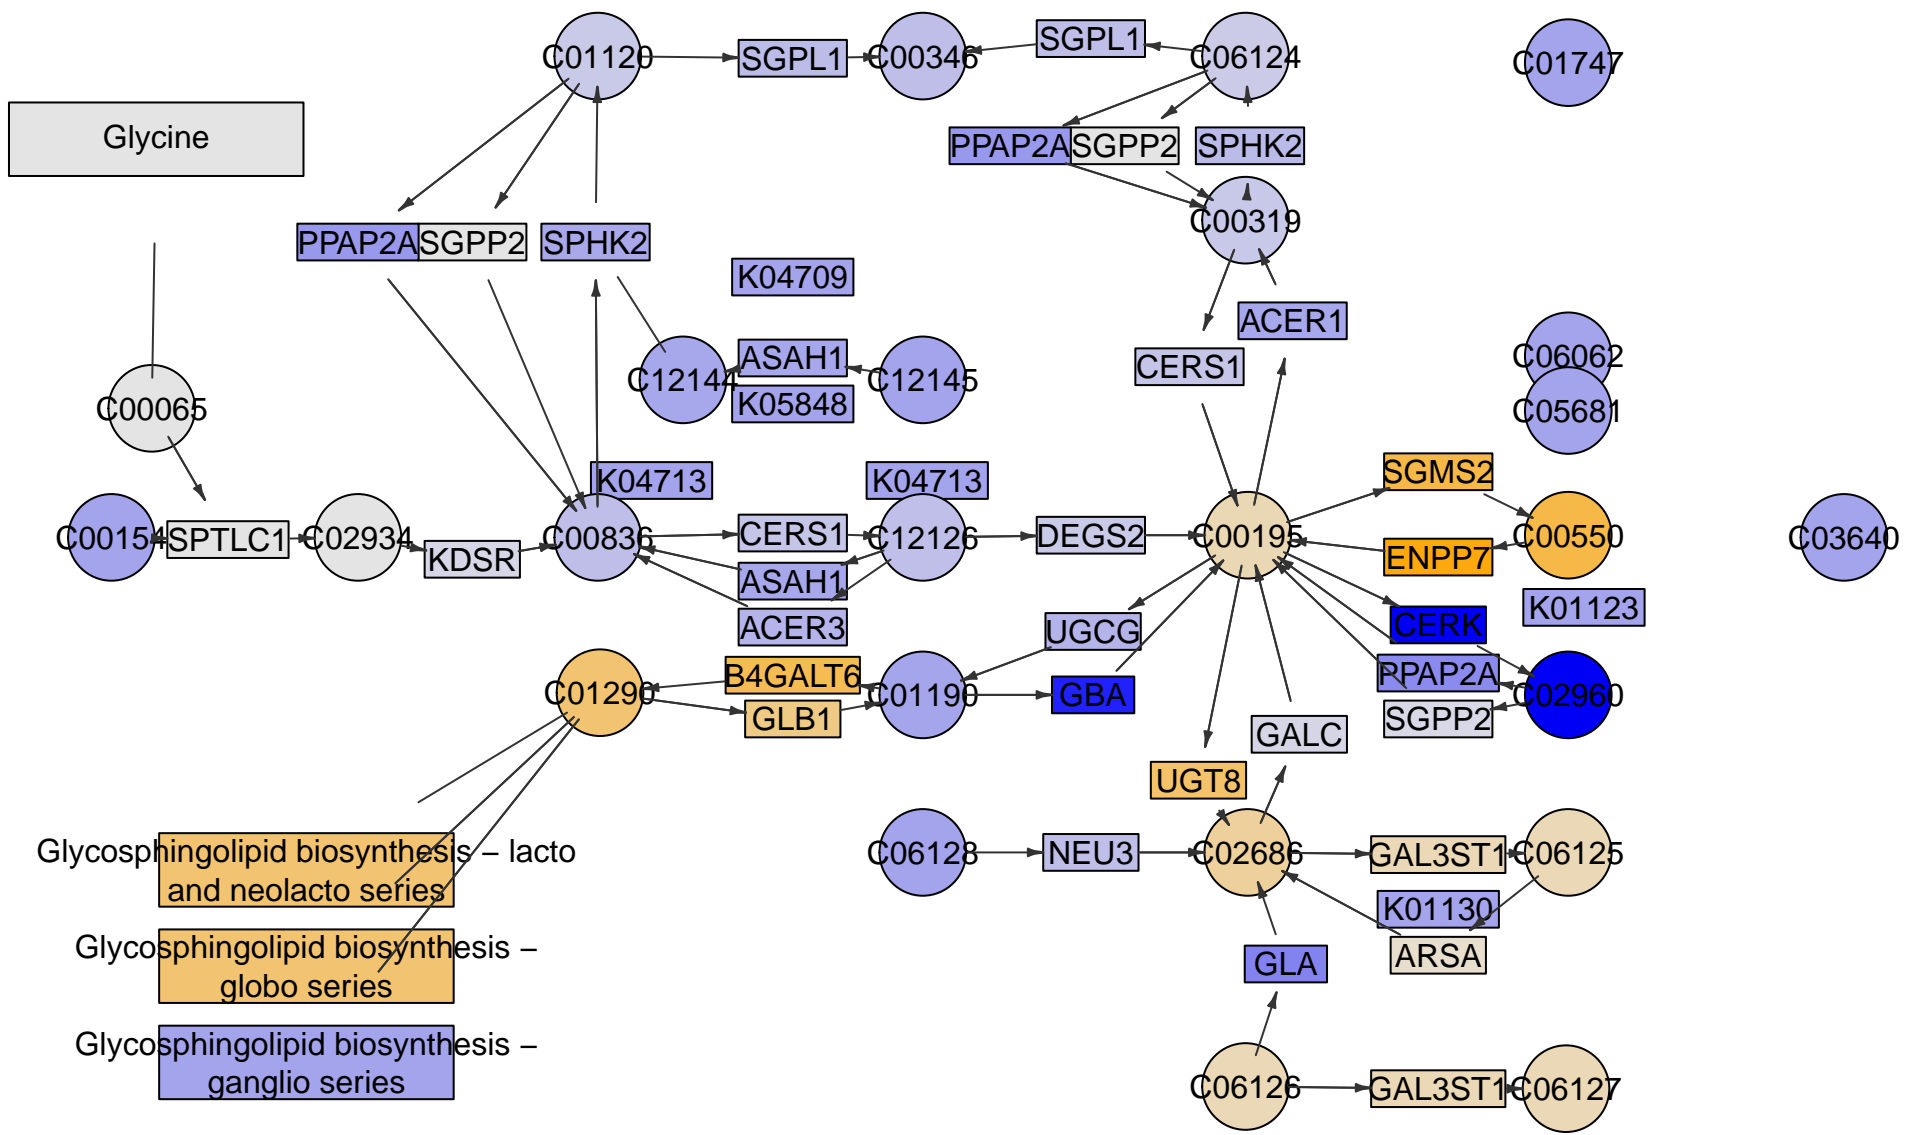 C01120
SGPL1
C00346
SGPL1
C06124
C01747
Glycine
PPAP2A
SGPP2
SPHK2
C00319
PPAP2A
SGPP2
SPHK2
K04709
ACER1
C06062
ASAH1
CERS1
C12144
C12145
K05848
C00065
C05681
K04713
K04713
SGMS2
C00154
SPTLC1
C02934
KDSR
C00836
CERS1
C12126
DEGS2
C00195
C00550
C03640
ENPP7
ASAH1
K01123
ACER3
UGCG
CERK
B4GALT6
PPAP2A
C01290
C01190
GBA
C02960
GLB1
SGPP2
GALC
UGT8
Glycosphingolipid biosynthesis – lacto
and neolacto series
C06128
NEU3
C02686
GAL3ST1
C06125
K01130
Glycosphingolipid biosynthesis –
globo series
GLA
ARSA
Glycosphingolipid biosynthesis –
ganglio series
C06126
GAL3ST1
C06127